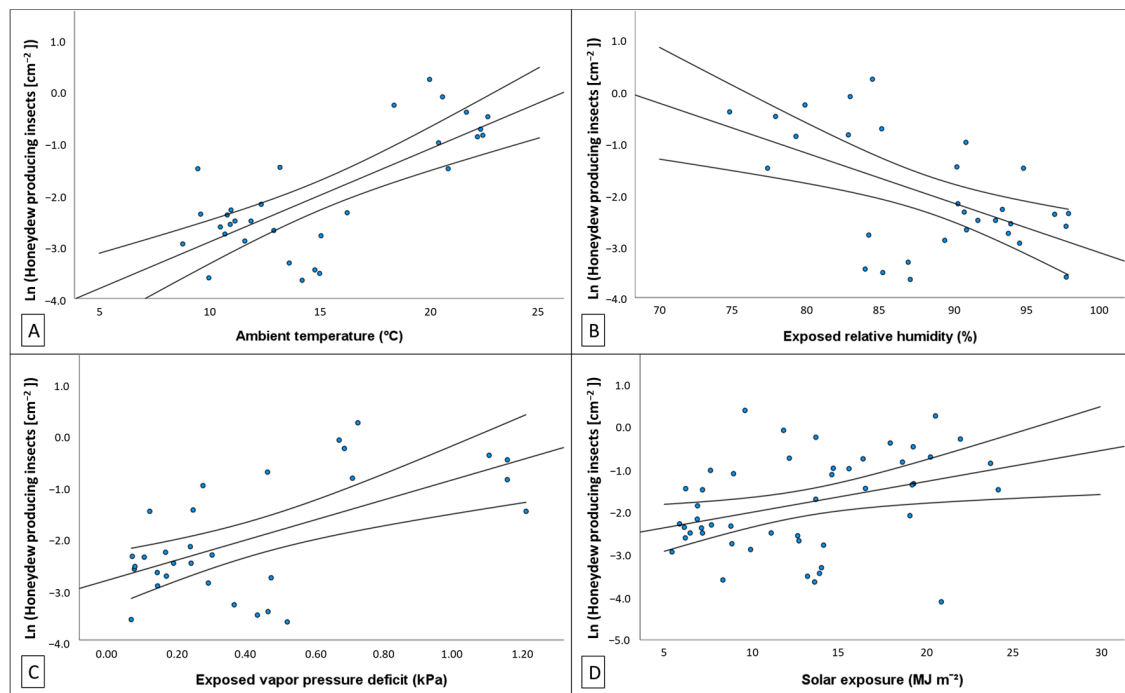 Ln (Honeydew producing insects [cm⁻² ])
1.0
0.0
−1.0
−2.0
−3.0
−4.0
5 10 15 20 25
A
Ambient temperature (°C)
Ln (Honeydew producing insects [cm⁻² ])
1.0
0.0
−1.0
−2.0
−3.0
−4.0
70 75 80 85 90 95 100
B
Exposed relative humidity (%)
Ln (Honeydew producing insects [cm⁻² ])
1.0
0.0
−1.0
−2.0
−3.0
−4.0
0.00 0.20 0.40 0.60 0.80 1.00 1.20
C
Exposed vapor pressure deficit (kPa)
Ln (Honeydew producing insects [cm⁻² ])
1.0
0.0
−1.0
−2.0
−3.0
−4.0
−5.0
5 10 15 20 25 30
D
Solar exposure (MJ m⁻²)